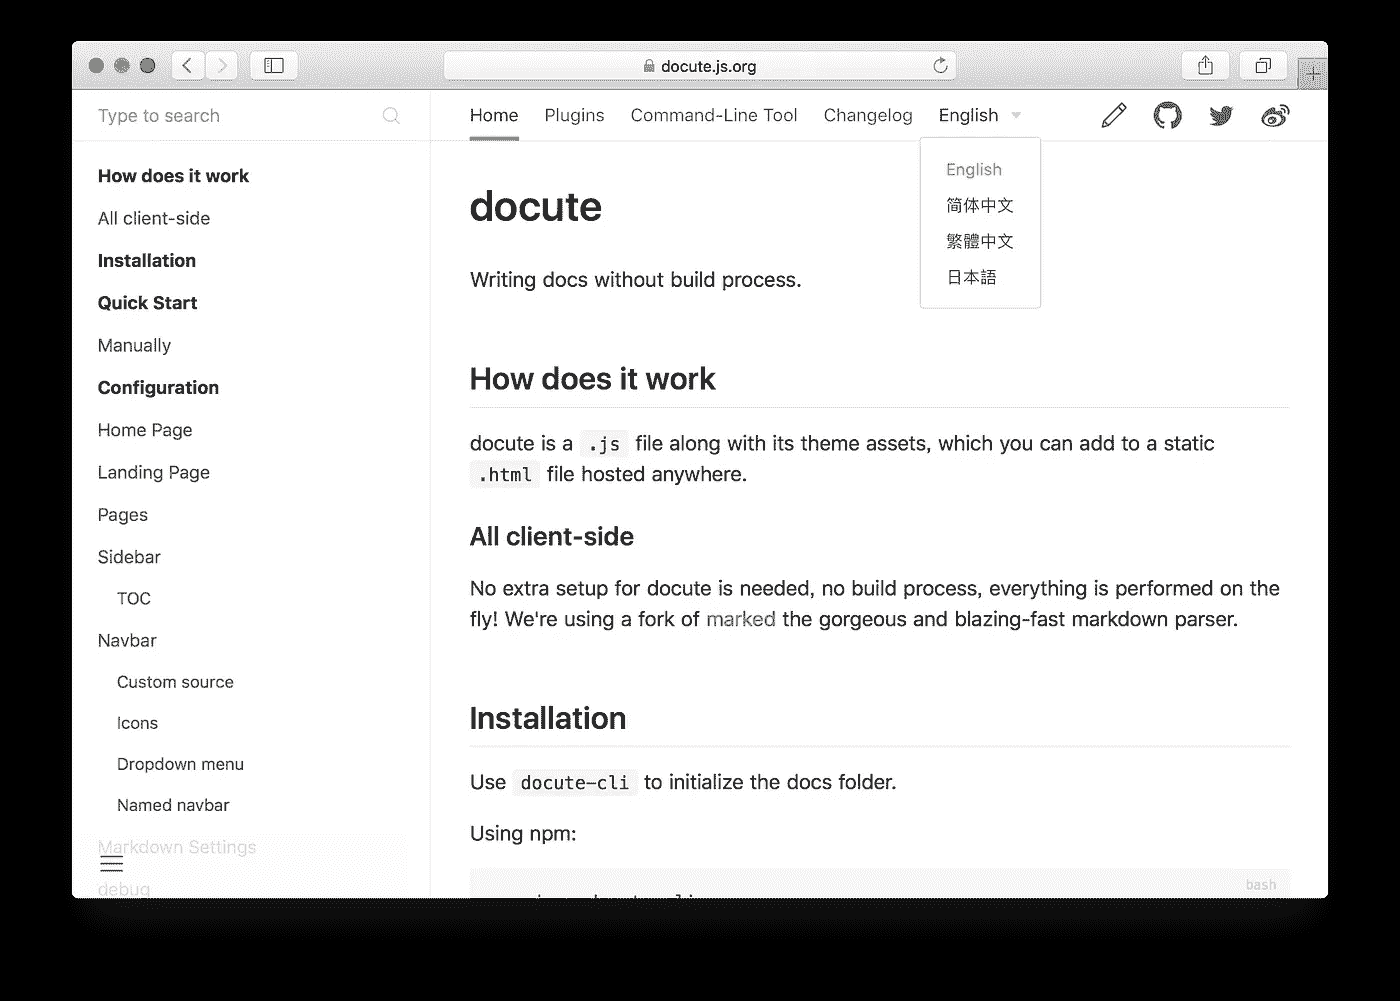 docute.js.org
Type to search
Home Plugins Command-Line Tool Changelog English
English
简体中文
繁體中文
日本語
How does it work
All client-side
Installation
Quick Start
Manually
Configuration
Home Page
Landing Page
Pages
Sidebar
TOC
Navbar
Custom source
Icons
Dropdown menu
Named navbar
Markdown Settings
debug
docute
Writing docs without build process.
How does it work
docute is a .js file along with its theme assets, which you can add to a static
.html file hosted anywhere.
All client-side
No extra setup for docute is needed, no build process, everything is performed on the
fly! We're using a fork of marked the gorgeous and blazing-fast markdown parser.
Installation
Use docute-cli to initialize the docs folder.
Using npm:
bash